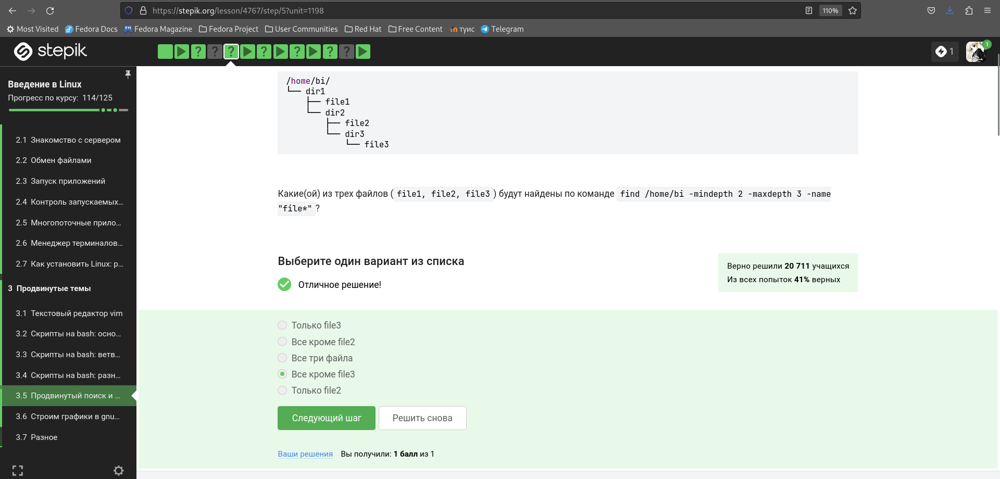 https://stepik.org/lesson/4767/step/5?unit=1198
110%
Most Visited
Fedora Docs
Fedora Magazine
Fedora Project
User Communities
Red Hat
Free Content
туис
Telegram
stepik
? ? ? ? ? ? ?
1
1
Введение в Linux
Прогресс по курсу: 114/125
2.1 Знакомство с сервером
2.2 Обмен файлами
2.3 Запуск приложений
2.4 Контроль запускаемых...
2.5 Многопоточные прило...
2.6 Менеджер терминалов...
2.7 Как установить Linux: р...
3 Продвинутые темы
3.1 Текстовый редактор vim
3.2 Скрипты на bash: осно...
3.3 Скрипты на bash: ветв...
3.4 Скрипты на bash: разн...
3.5 Продвинутый поиск и ...
3.6 Строим графики в gnu...
3.7 Разное
/home/bi/
└── dir1
    ├── file1
    └── dir2
        ├── file2
        └── dir3
            └── file3
Какие(ой) из трех файлов ( file1, file2, file3 ) будут найдены по команде find /home/bi -mindepth 2 -maxdepth 3 -name
"file*" ?
Выберите один вариант из списка
Отличное решение!
Верно решили 20 711 учащихся
Из всех попыток 41% верных
Только file3
Все кроме file2
Все три файла
Все кроме file3
Только file2
Следующий шаг
Решить снова
Ваши решения
Вы получили: 1 балл из 1